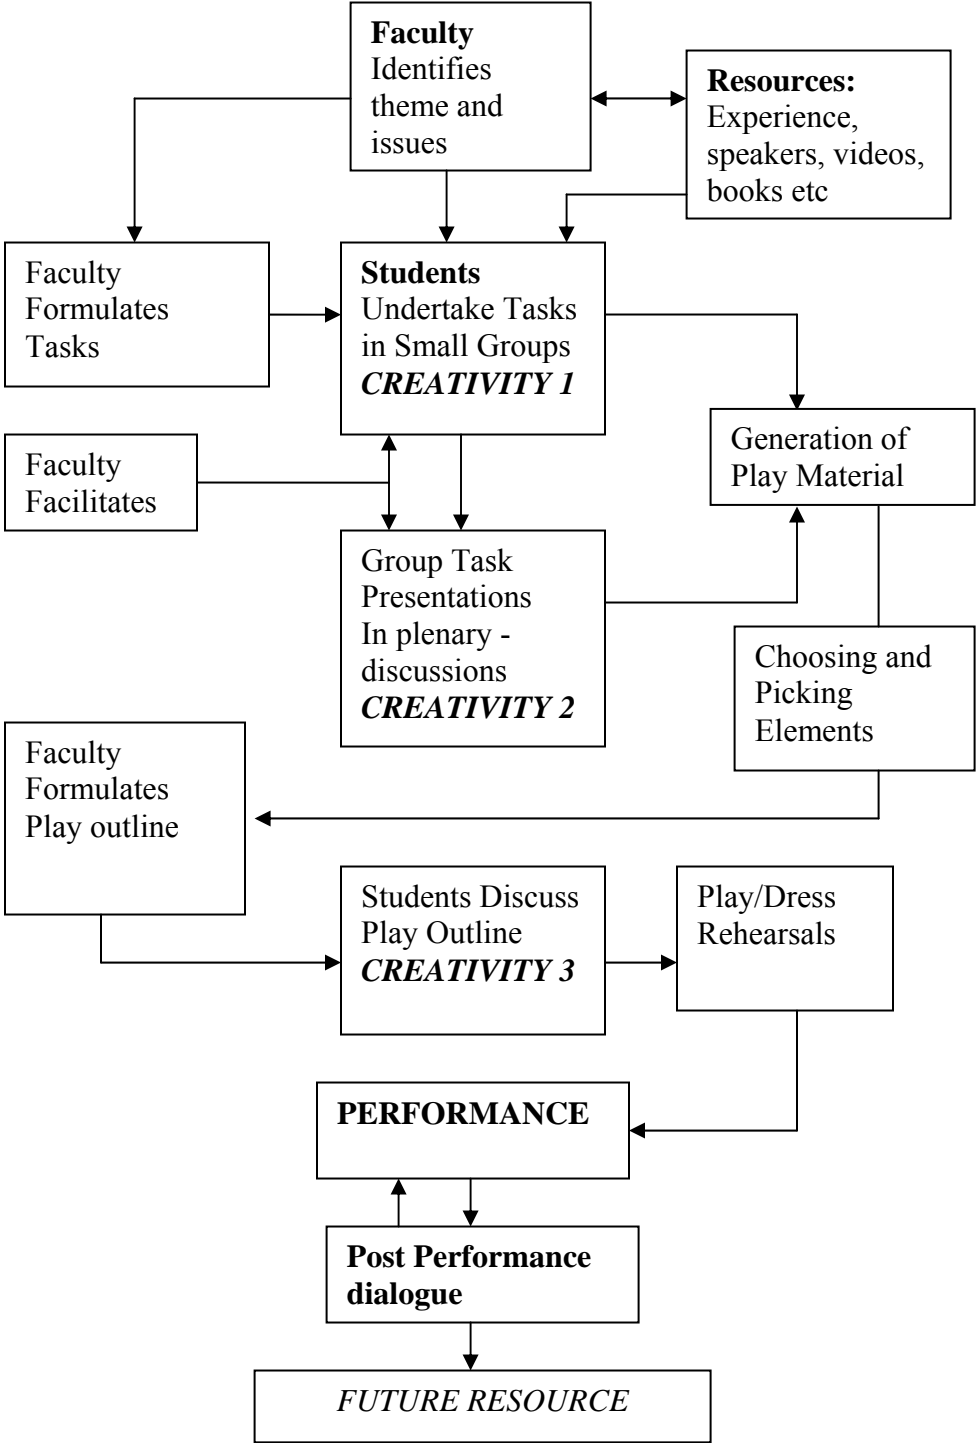 Faculty
Identifies
theme and
issues
Resources:
Experience,
speakers, videos,
books etc
Faculty
Formulates
Tasks
Students
Undertake Tasks
in Small Groups
CREATIVITY 1
Faculty
Facilitates
Generation of
Play Material
Group Task
Presentations
In plenary -
discussions
CREATIVITY 2
Choosing and
Picking
Elements
Faculty
Formulates
Play outline
Students Discuss
Play Outline
CREATIVITY 3
Play/Dress
Rehearsals
PERFORMANCE
Post Performance
dialogue
FUTURE RESOURCE